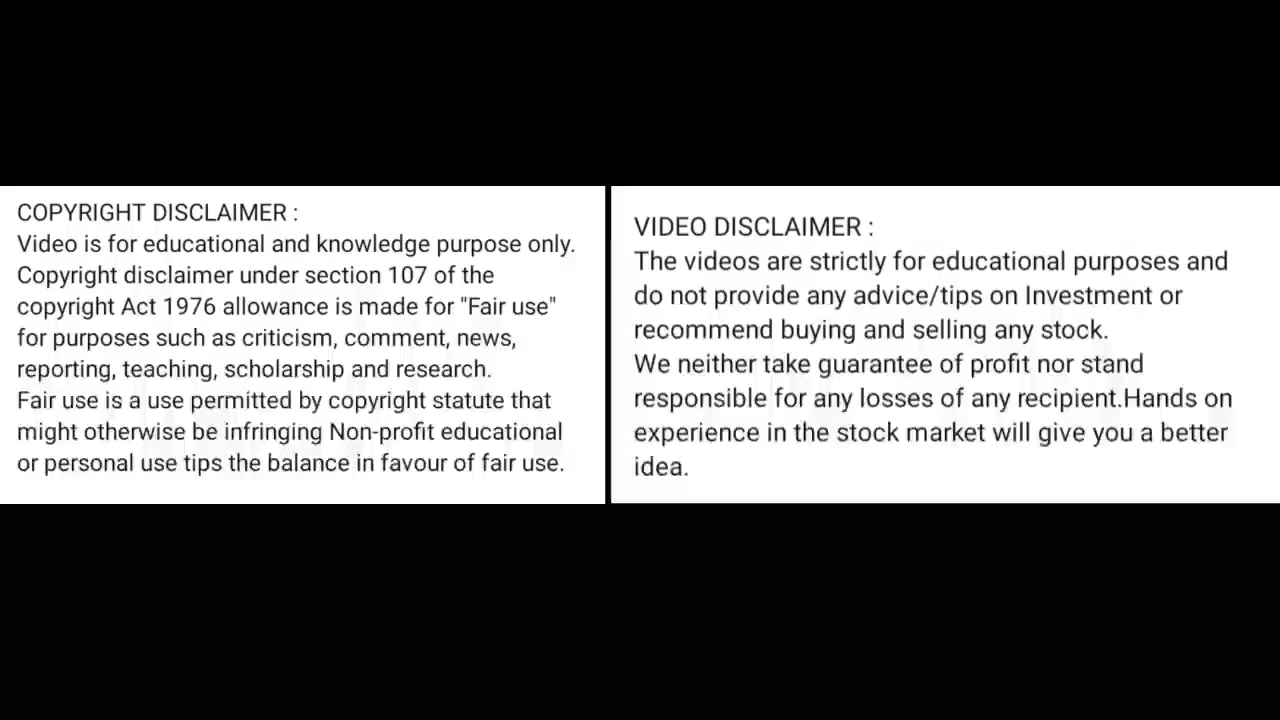 COPYRIGHT DISCLAIMER :
Video is for educational and knowledge purpose only.
Copyright disclaimer under section 107 of the
copyright Act 1976 allowance is made for "Fair use"
for purposes such as criticism, comment, news,
reporting, teaching, scholarship and research.
Fair use is a use permitted by copyright statute that
might otherwise be infringing Non-profit educational
or personal use tips the balance in favour of fair use.
VIDEO DISCLAIMER :
The videos are strictly for educational purposes and
do not provide any advice/tips on Investment or
recommend buying and selling any stock.
We neither take guarantee of profit nor stand
responsible for any losses of any recipient.Hands on
experience in the stock market will give you a better
idea.